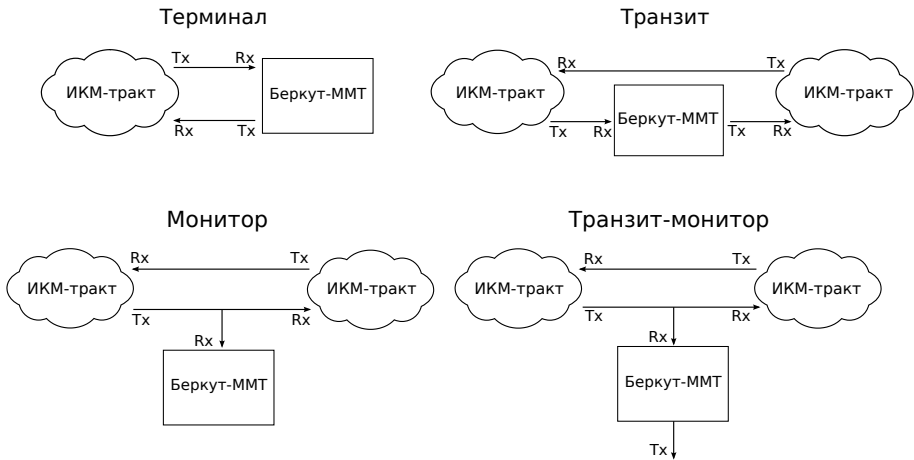 Терминал
Tx
Rx
ИКМ-тракт
Беркут-ММТ
Rx
Tx
Транзит
Rx
Tx
ИКМ-тракт
ИКМ-тракт
Беркут-ММТ
Tx
Rx
Tx
Rx
Монитор
Rx
Tx
ИКМ-тракт
ИКМ-тракт
Tx
Rx
Rx
Беркут-ММТ
Транзит-монитор
Rx
Tx
ИКМ-тракт
ИКМ-тракт
Tx
Rx
Rx
Беркут-ММТ
Tx